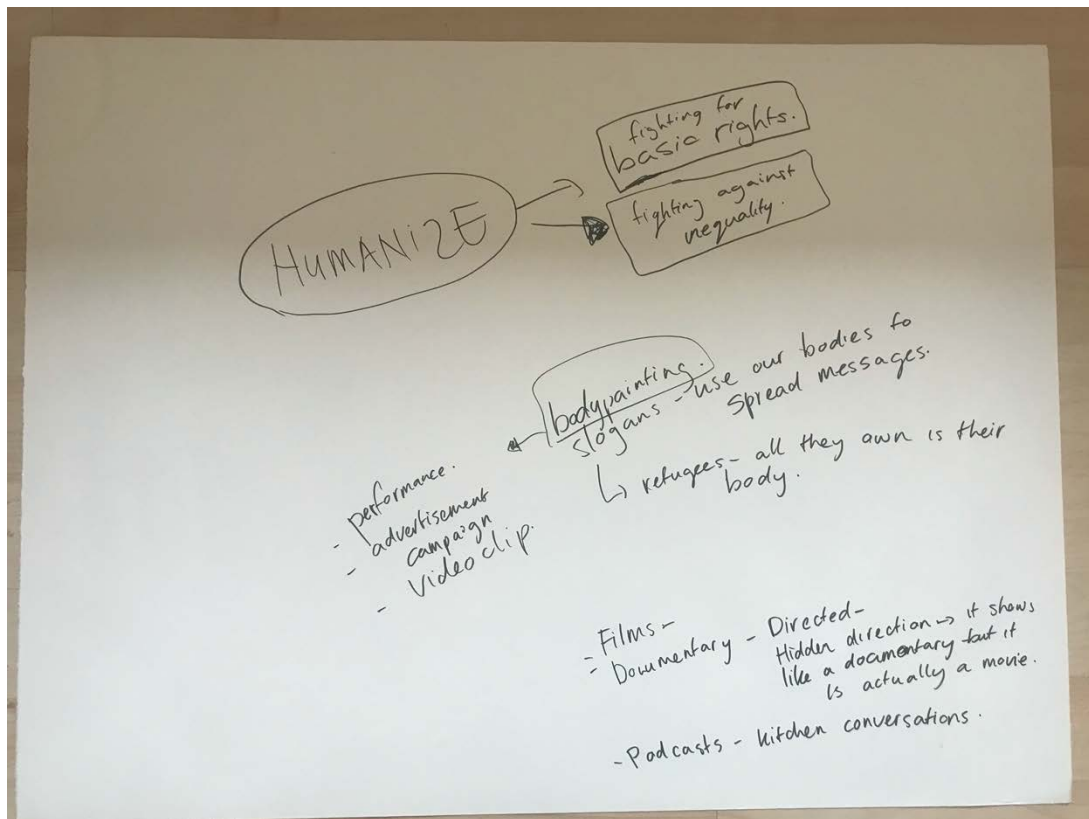 fighting for
basic rights.
HUMANiZE
fighting against
inequality.
bodypainting.
slogans - use our bodies to
spread messages.
↳ refugees - all they own is their
body.
- performance.
- advertisement
campaign
- videoclip.
- Films -
- Documentary - Directed -
Hidden direction → it shows
like a documentary but it
is actually a movie.
- Podcasts - kitchen conversations.